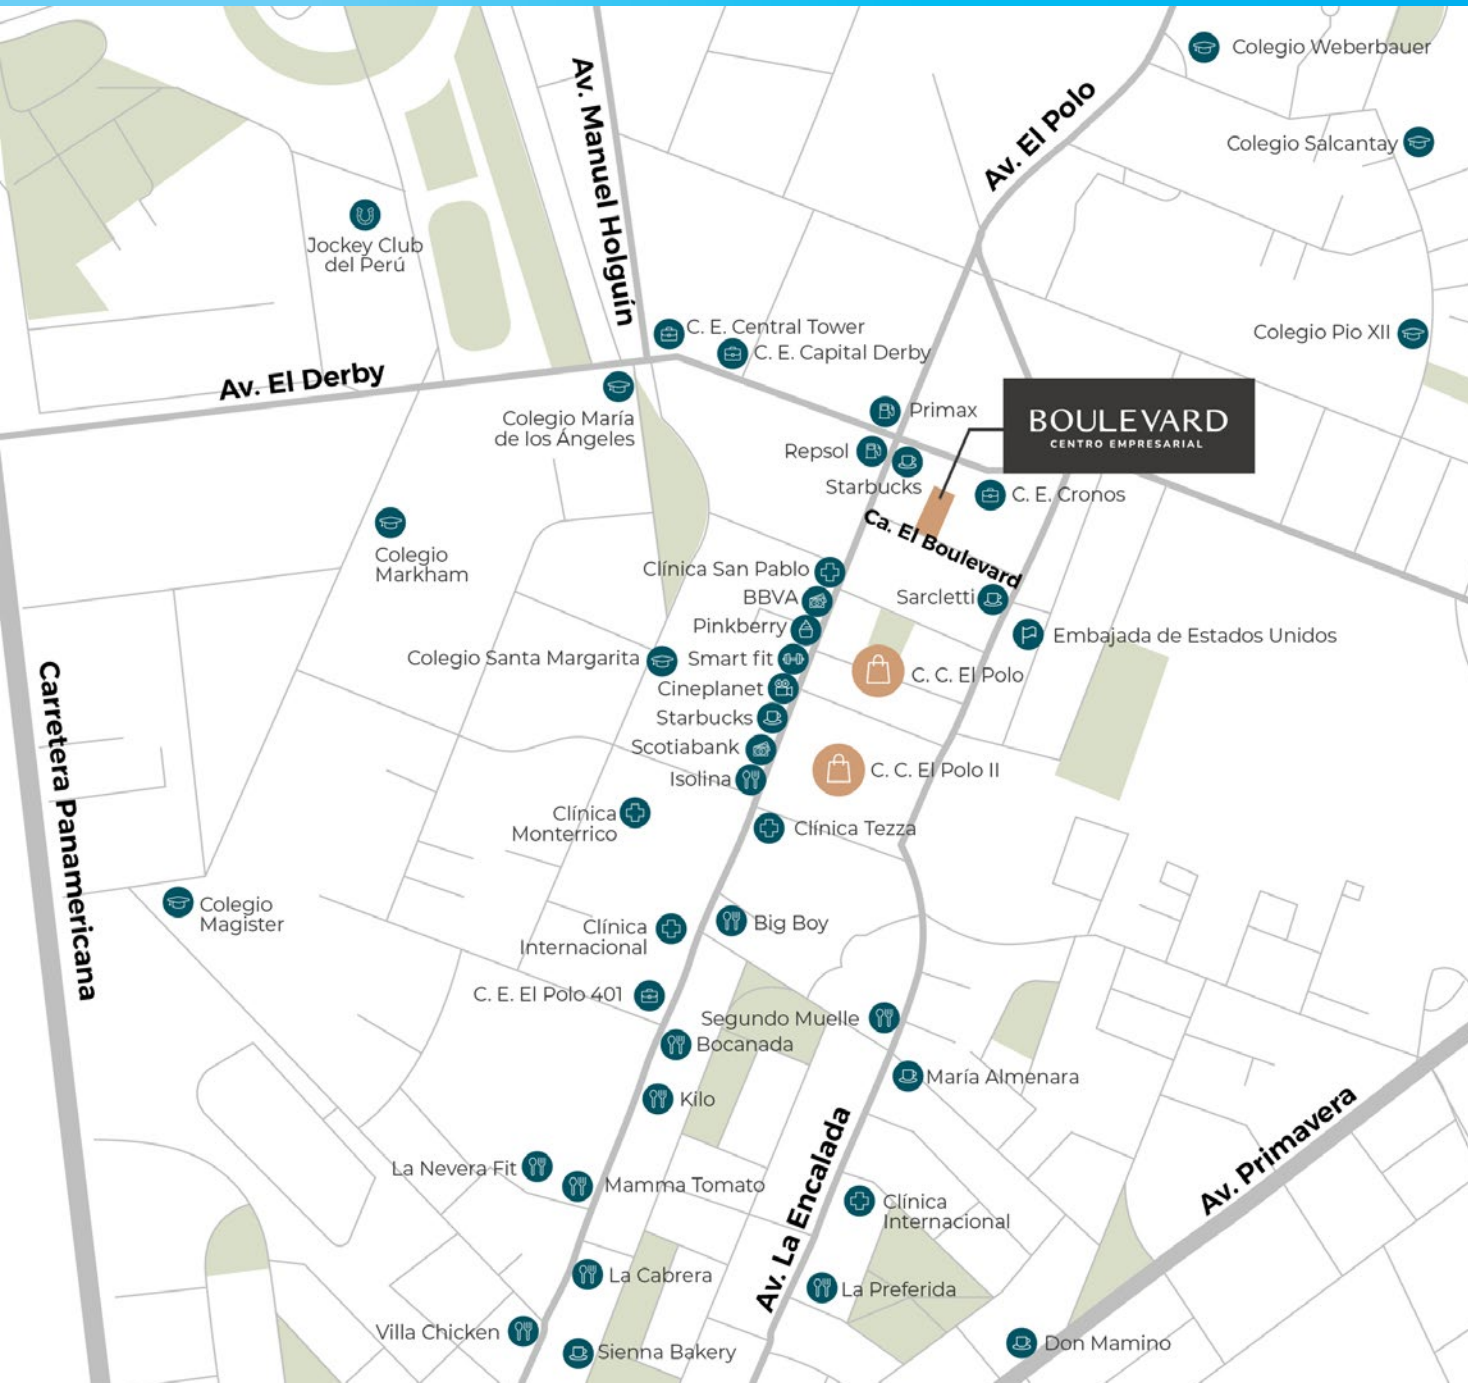 Colegio Weberbauer
Av. Manuel Holguín
Av. El Polo
Colegio Salcantay
Jockey Club
del Perú
C. E. Central Tower
Colegio Pio XII
C. E. Capital Derby
Av. El Derby
Colegio María
de los Ángeles
Primax
BOULEVARD
CENTRO EMPRESARIAL
Repsol
Starbucks
C. E. Cronos
Ca. El Boulevard
Colegio
Markham
Clínica San Pablo
BBVA
Sarcletti
Pinkberry
Embajada de Estados Unidos
Colegio Santa Margarita
Smart fit
C. C. El Polo
Cineplanet
Starbucks
Scotiabank
C. C. El Polo II
Isolina
Carretera Panamericana
Clínica
Monterrico
Clínica Tezza
Colegio
Magister
Big Boy
Clínica
Internacional
C. E. El Polo 401
Segundo Muelle
Bocanada
María Almenara
Kilo
Av. Primavera
La Nevera Fit
Mamma Tomato
Av. La Encalada
Clínica
Internacional
La Cabrera
La Preferida
Villa Chicken
Don Mamino
Sienna Bakery